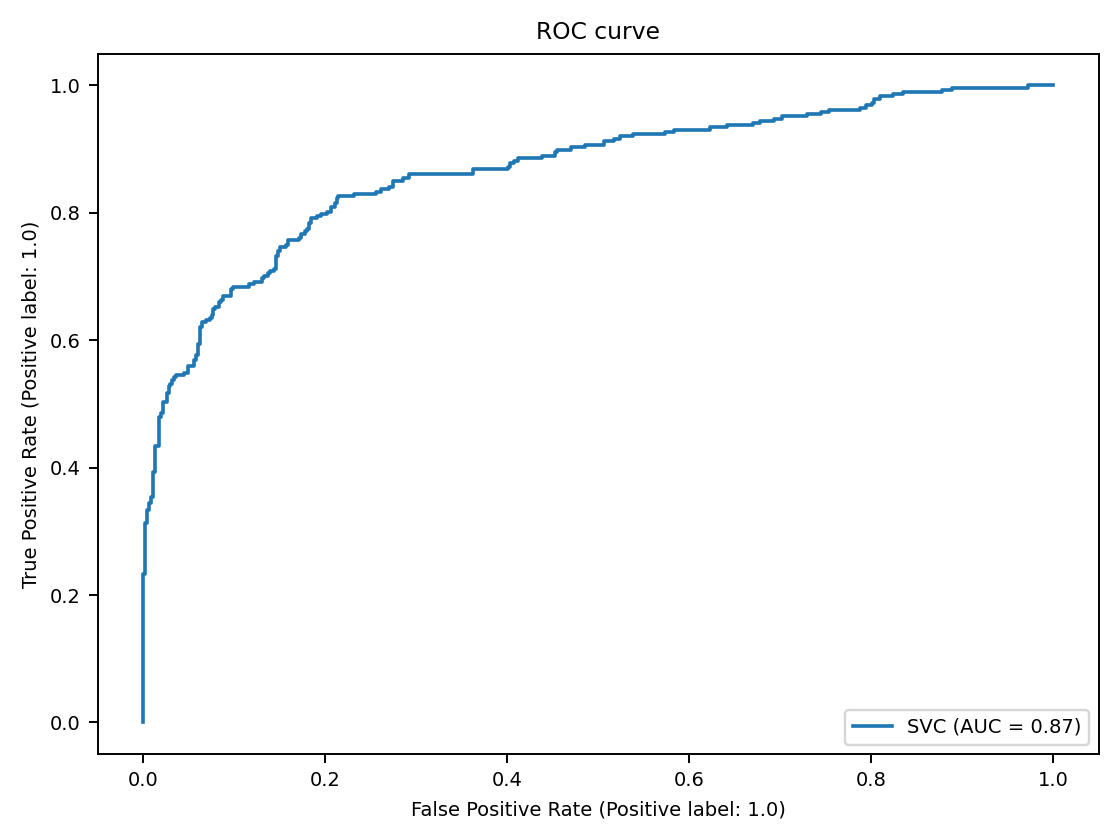 ROC curve
True Positive Rate (Positive label: 1.0)
1.0
0.8
0.6
0.4
0.2
0.0
SVC (AUC = 0.87)
0.0 0.2 0.4 0.6 0.8 1.0
False Positive Rate (Positive label: 1.0)